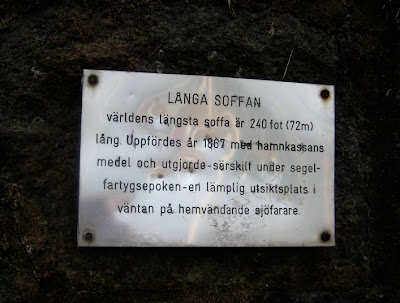 LÅNGA SOFFAN
världens längsta soffa är 240 fot (72m)
lång. Uppfördes år 1867 med hamnkassans
medel och utgjorde-särskilt under segel-
fartygsepoken-en lämplig utsiktsplats i
väntan på hemvändande sjöfarare.